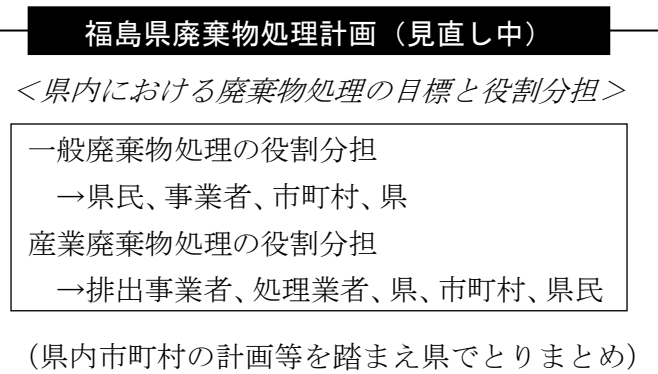 福島県廃棄物処理計画（見直し中）
＜県内における廃棄物処理の目標と役割分担＞
一般廃棄物処理の役割分担
→県民、事業者、市町村、県
産業廃棄物処理の役割分担
→排出事業者、処理業者、県、市町村、県民
（県内市町村の計画等を踏まえ県でとりまとめ）